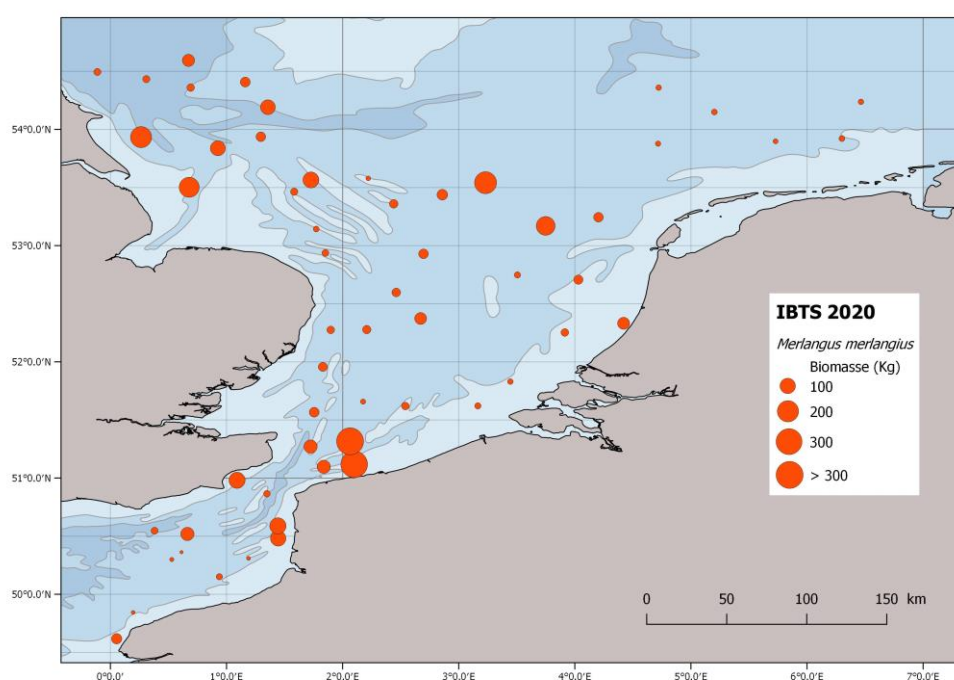 54°0.0'N
53°0.0'N
52°0.0'N
51°0.0'N
50°0.0'N
IBTS 2020
Merlangus merlangius
Biomasse (Kg)
100
200
300
> 300
0 50 100 150 km
0°0.0'E 1°0.0'E 2°0.0'E 3°0.0'E 4°0.0'E 5°0.0'E 6°0.0'E 7°0.0'E